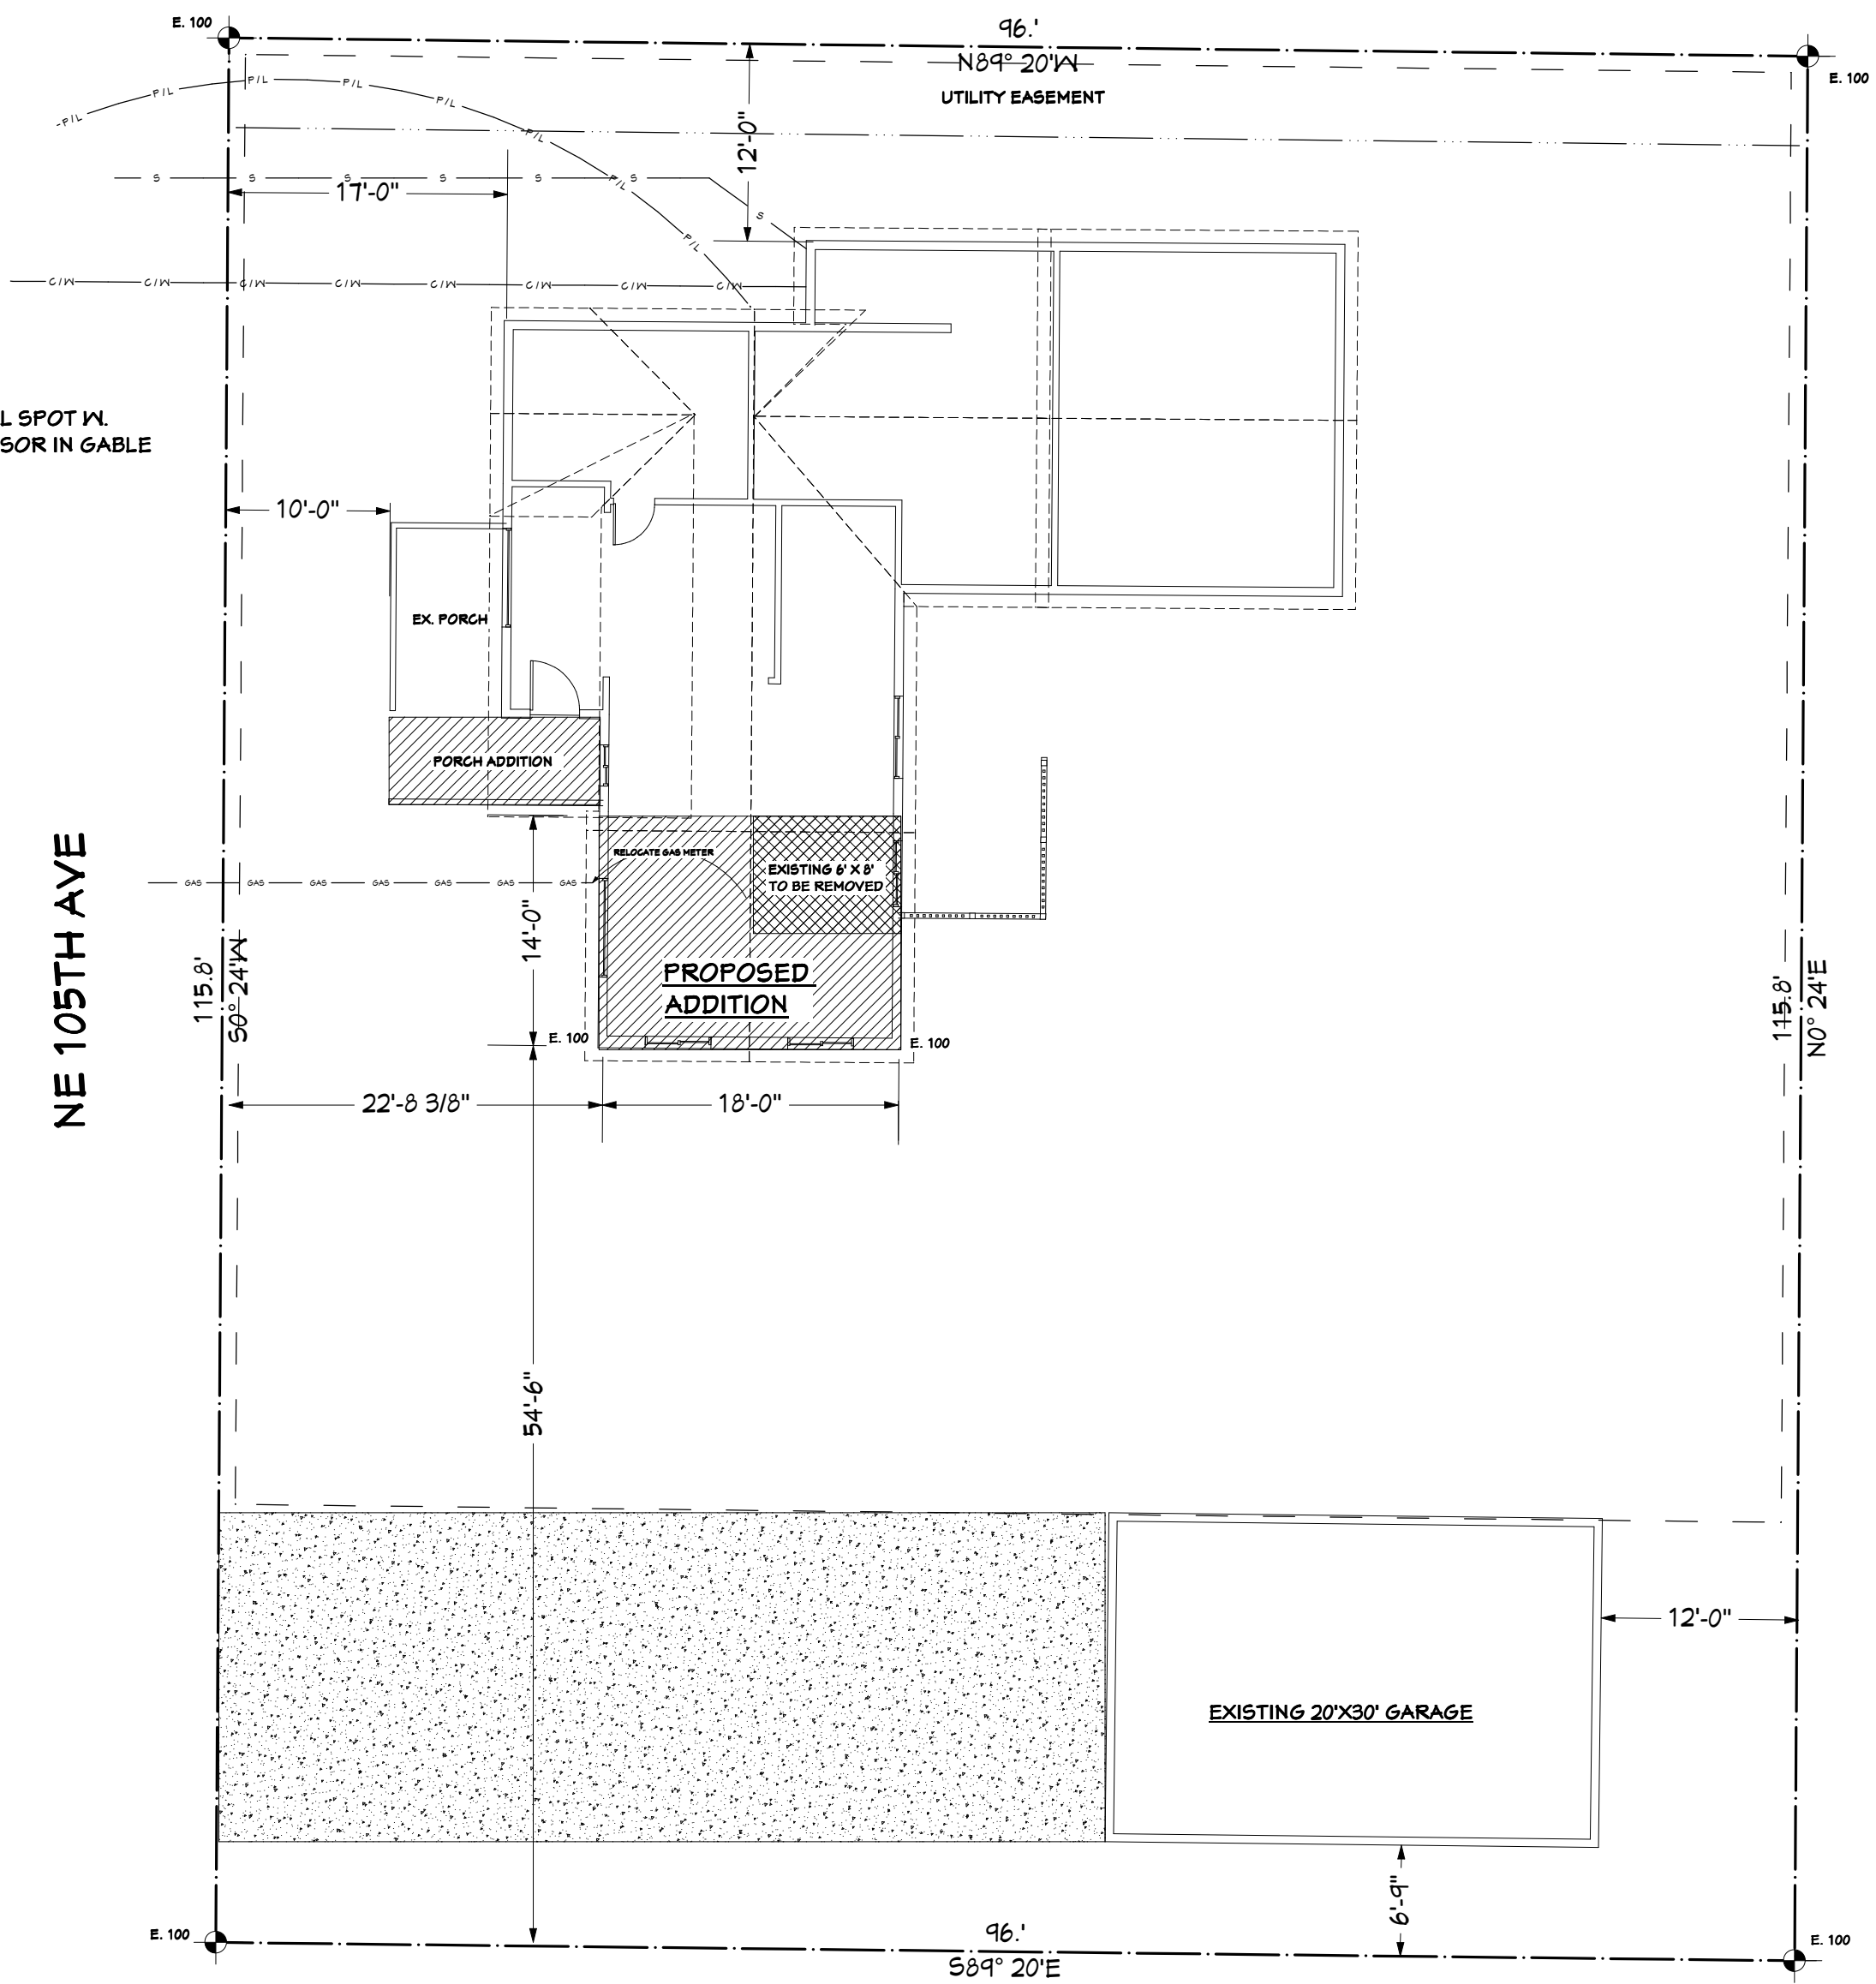 E. 100
96.'
N89° 20'W
E. 100
UTILITY EASEMENT
P/L P/L P/L P/L P/L P/L P/L P/L
12'-0"
S S S S S S S
17'-0"
C/W C/W C/W C/W C/W C/W C/W C/W
L SPOT W.
SOR IN GABLE
10'-0"
EX. PORCH
PORCH ADDITION
RELOCATE GAS METER
EXISTING 6' X 8'
TO BE REMOVED
GAS GAS GAS GAS GAS GAS GAS
14'-0"
NE 105TH AVE
115.8'
S0° 24'W
PROPOSED
ADDITION
115.8'
N0° 24'E
E. 100
E. 100
22'-8 3/8"
18'-0"
54'-6"
12'-0"
EXISTING 20'X30' GARAGE
6'-9"
E. 100
96.'
S89° 20'E
E. 100